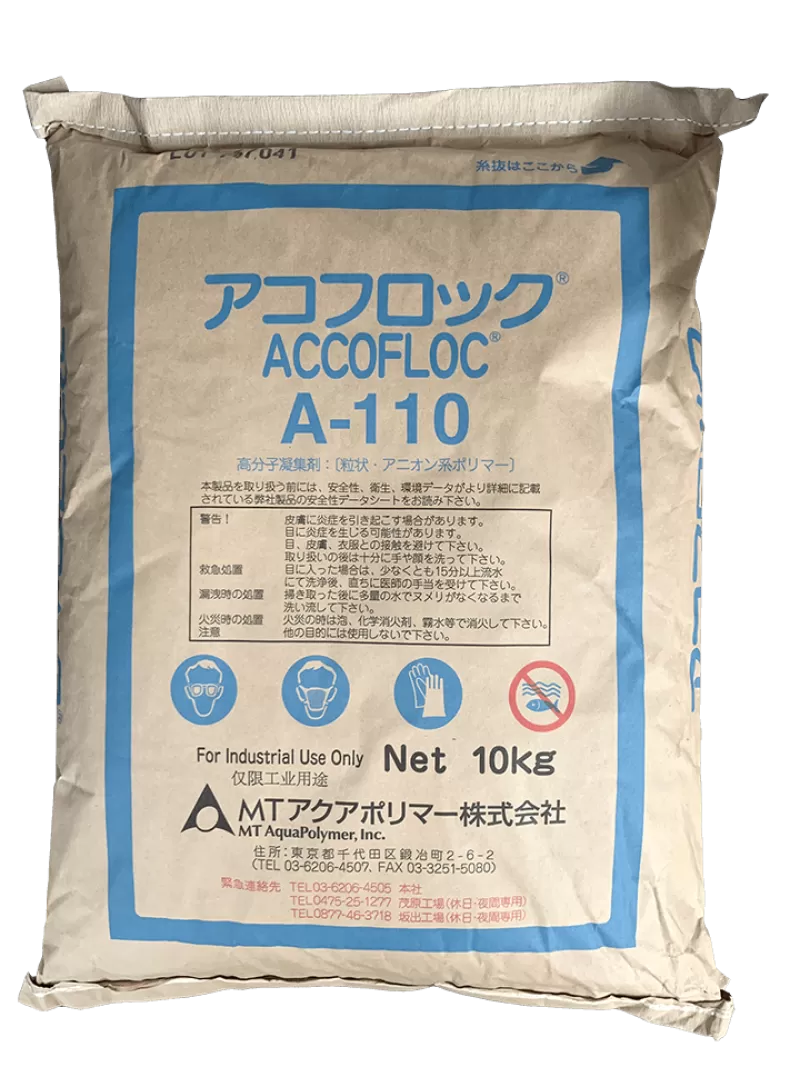 糸抜はここから
アコフロック®
ACCOFLOC®
A-110
高分子凝集剤：〔粒状・アニオン系ポリマー〕
本製品を取り扱う前には、安全性、衛生、環境データがより詳細に記載
されている弊社製品の安全性データシートをお読み下さい。
警告！ 皮膚に炎症を引き起こす場合があります。
目に炎症を生じる可能性があります。
目、皮膚、衣服との接触を避けて下さい。
取り扱いの後は十分に手や顔を洗って下さい。
救急処置 目に入った場合は、少なくとも15分以上流水
にて洗浄後、直ちに医師の手当を受けて下さい。
漏洩時の処置 掃き取った後に多量の水でヌメリがなくなるまで
洗い流して下さい。
火災時の処置 火災の時は泡、化学消火剤、霧水等で消火して下さい。
注意 他の目的には使用しないで下さい。
For Industrial Use Only Net 10kg
仅限工业用途
MTアクアポリマー株式会社
MT AquaPolymer, Inc.
住所：東京都千代田区鍛冶町2-6-2
(TEL 03-6206-4507, FAX 03-3251-5080)
緊急連絡先 TEL03-6206-4505 本社
TEL0475-25-1277 茂原工場(休日・夜間専用)
TEL0877-46-3718 坂出工場(休日・夜間専用)